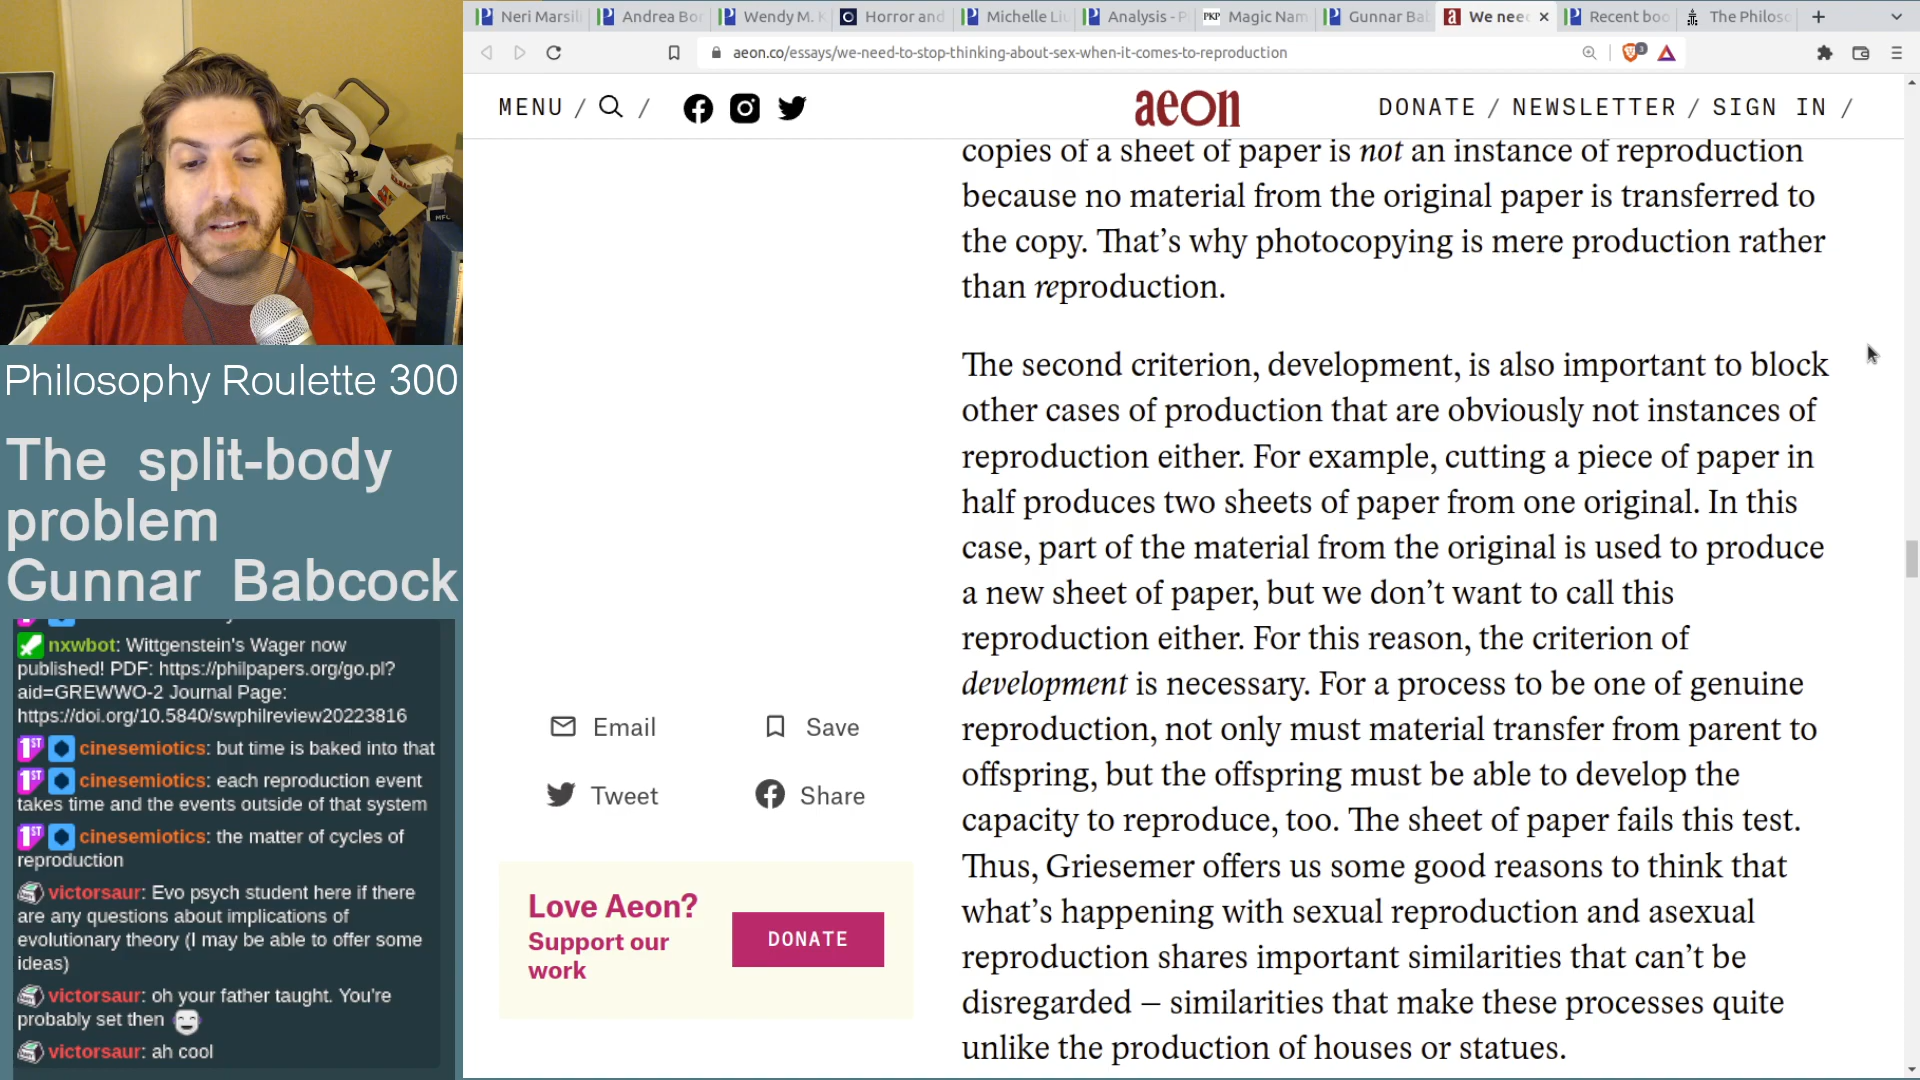 Neri Marsil
Andrea Bor
Wendy M. K
Horror and
Michelle Liu
Analysis - P
PKP Magic Nam
Gunnar Bab
a We nee
Recent boo
The Philoso
aeon.co/essays/we-need-to-stop-thinking-about-sex-when-it-comes-to-reproduction
3
MENU / /
aeon
DONATE / NEWSLETTER / SIGN IN /
copies of a sheet of paper is not an instance of reproduction
because no material from the original paper is transferred to
the copy. That’s why photocopying is mere production rather
than reproduction.
The second criterion, development, is also important to block
other cases of production that are obviously not instances of
reproduction either. For example, cutting a piece of paper in
half produces two sheets of paper from one original. In this
case, part of the material from the original is used to produce
a new sheet of paper, but we don’t want to call this
reproduction either. For this reason, the criterion of
development is necessary. For a process to be one of genuine
reproduction, not only must material transfer from parent to
offspring, but the offspring must be able to develop the
capacity to reproduce, too. The sheet of paper fails this test.
Thus, Griesemer offers us some good reasons to think that
what’s happening with sexual reproduction and asexual
reproduction shares important similarities that can’t be
disregarded – similarities that make these processes quite
unlike the production of houses or statues.
Email
Save
Tweet
Share
Love Aeon?
Support our
work
DONATE
Philosophy Roulette 300
The split-body
problem
Gunnar Babcock
nxwbot: Wittgenstein's Wager now
published! PDF: https://philpapers.org/go.pl?
aid=GREWWO-2 Journal Page:
https://doi.org/10.5840/swphilreview20223816
1ST cinesemiotics: but time is baked into that
1ST cinesemiotics: each reproduction event
takes time and the events outside of that system
1ST cinesemiotics: the matter of cycles of
reproduction
victorsaur: Evo psych student here if there
are any questions about implications of
evolutionary theory (I may be able to offer some
ideas)
victorsaur: oh your father taught. You're
probably set then
victorsaur: ah cool